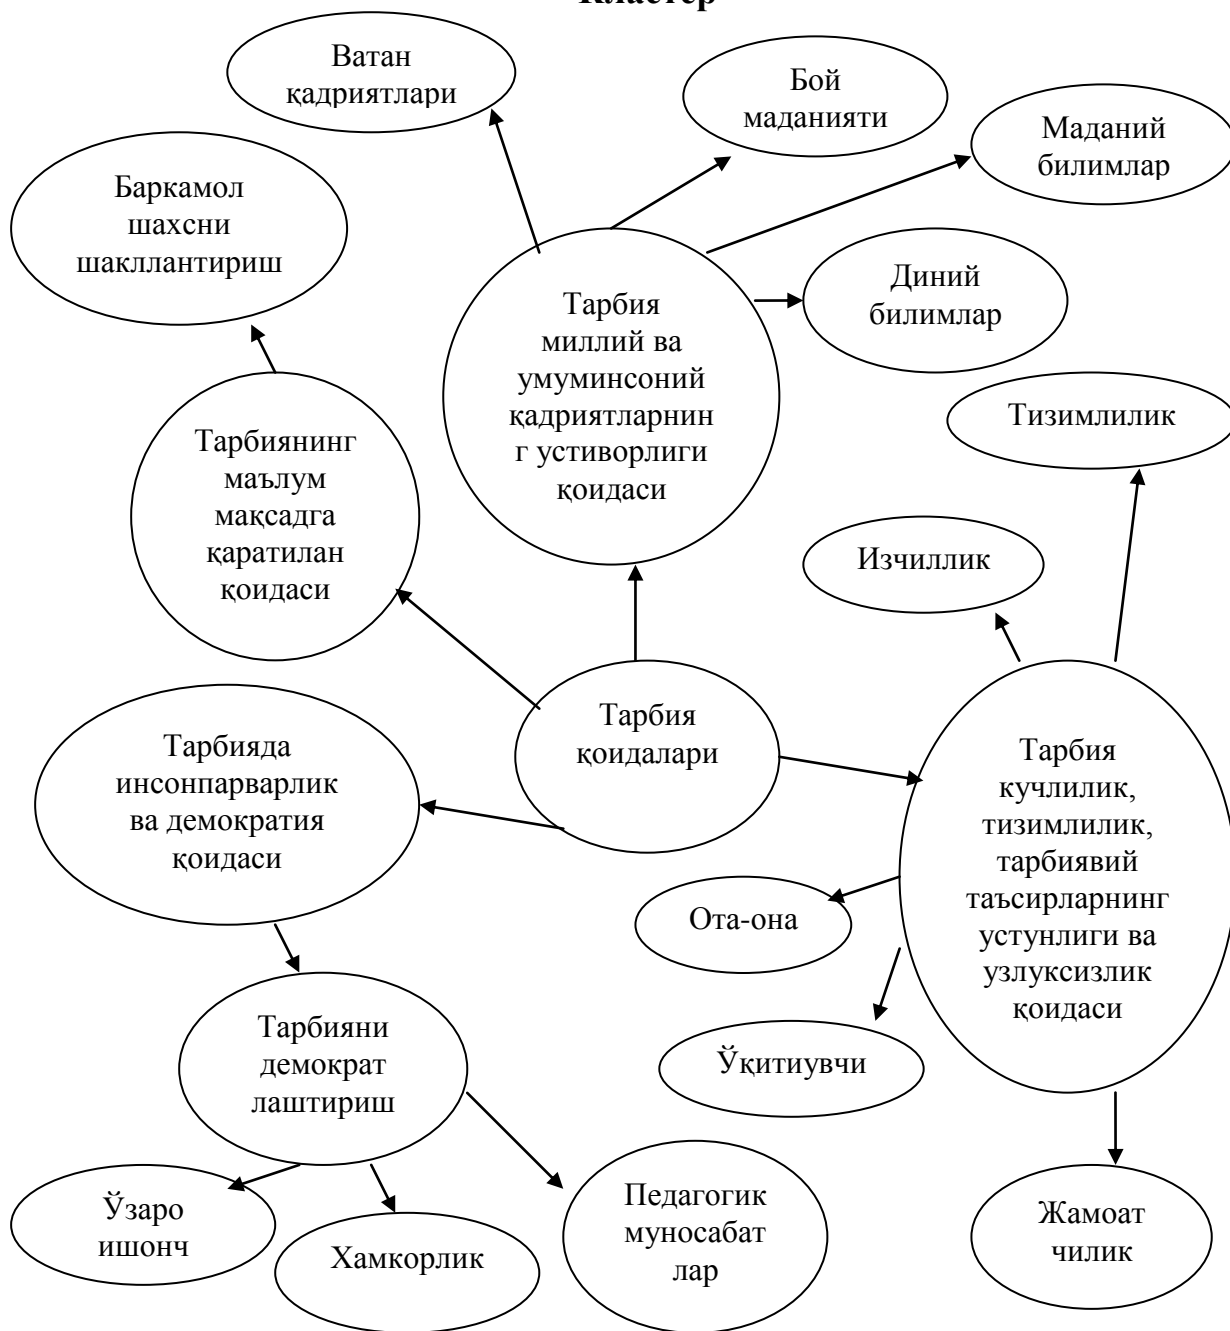 Кластер
Ватан
қадриятлари
Бой
маданияти
Маданий
билимлар
Баркамол
шахсни
шакллантириш
Диний
билимлар
Тарбия
миллий ва
умуминсоний
қадриятларнин
г устиворлиги
қоидаси
Тизимлилик
Тарбиянинг
маълум
мақсадга
қаратилан
қоидаси
Изчиллик
Тарбия
қоидалари
Тарбияда
инсонпарварлик
ва демократия
қоидаси
Тарбия
кучлилик,
тизимлилик,
тарбиявий
таъсирларнинг
устунлиги ва
узлуксизлик
қоидаси
Ота-она
Ўқитиувчи
Тарбияни
демократ
лаштириш
Ўзаро
ишонч
Хамкорлик
Педагогик
муносабат
лар
Жамоат
чилик